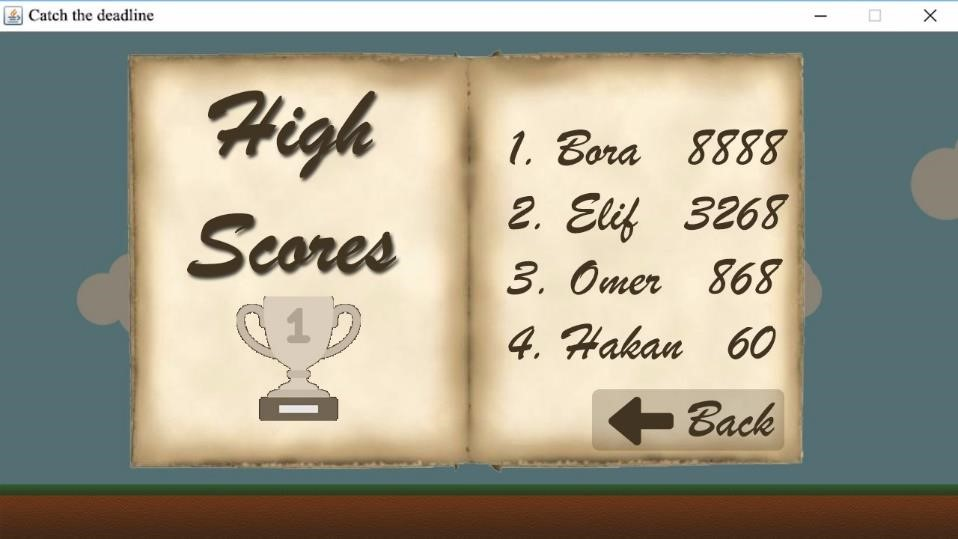 Catch the deadline
High
Scores
1
1. Bora 8888
2. Elif 3268
3. Omer 868
4. Hakan 60
Back